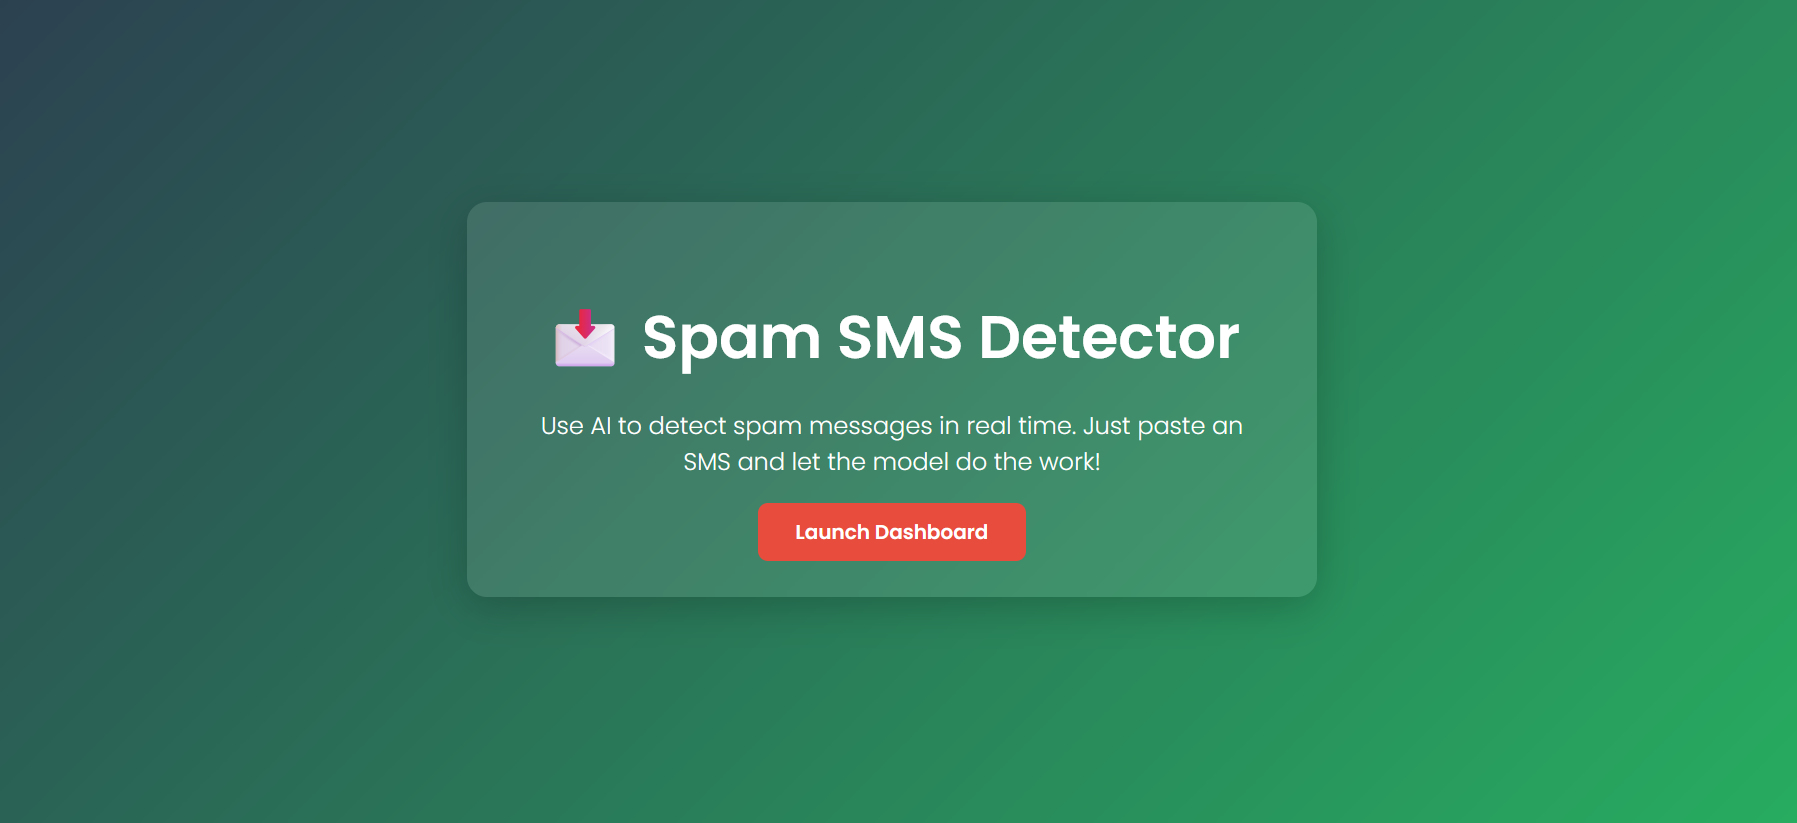 Spam SMS Detector
Use AI to detect spam messages in real time. Just paste an
SMS and let the model do the work!
Launch Dashboard